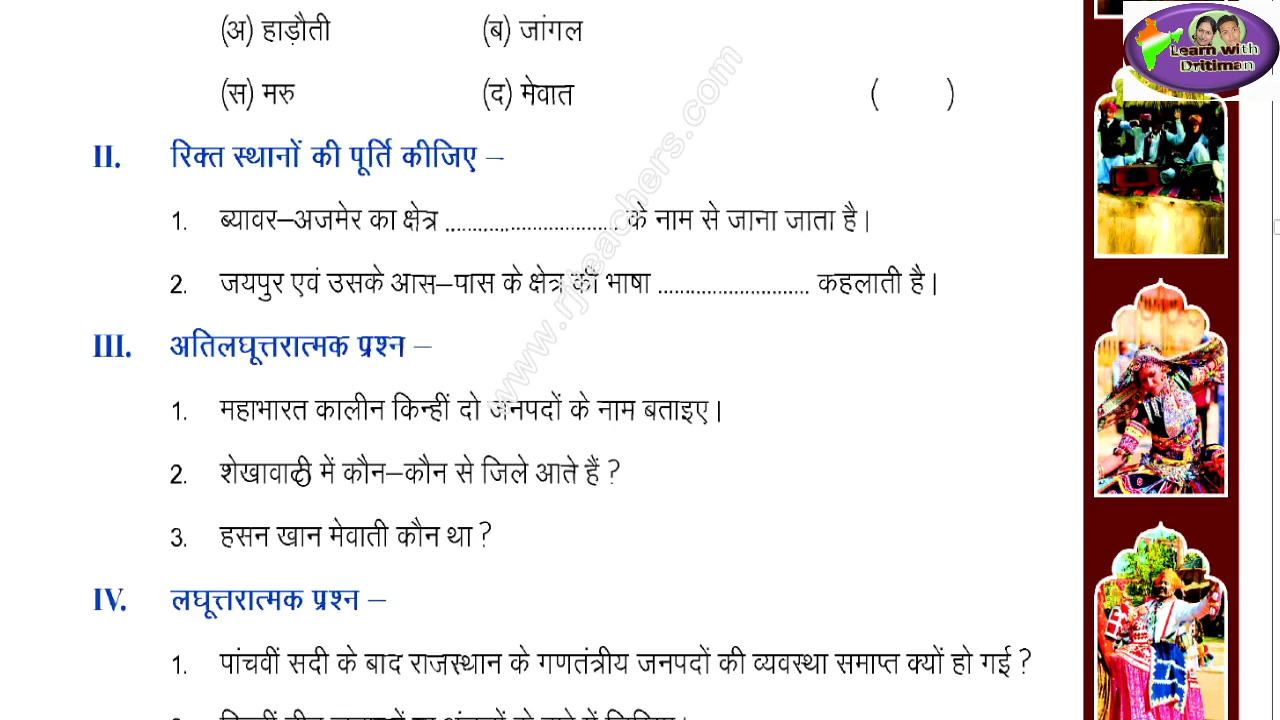 (अ) हाड़ौती (ब) जांगल
(स) मरु (द) मेवात ( )
II. रिक्त स्थानों की पूर्ति कीजिए –
1. ब्यावर–अजमेर का क्षेत्र .................................. के नाम से जाना जाता है।
2. जयपुर एवं उसके आस–पास के क्षेत्र की भाषा ............................ कहलाती है।
III. अतिलघूत्तरात्मक प्रश्न –
1. महाभारत कालीन किन्हीं दो जनपदों के नाम बताइए।
2. शेखावाटी में कौन–कौन से जिले आते हैं ?
3. हसन खान मेवाती कौन था ?
IV. लघूत्तरात्मक प्रश्न –
1. पांचवीं सदी के बाद राजस्थान के गणतंत्रीय जनपदों की व्यवस्था समाप्त क्यों हो गई ?
www.rjteachers.com
Learn with
Dritiman